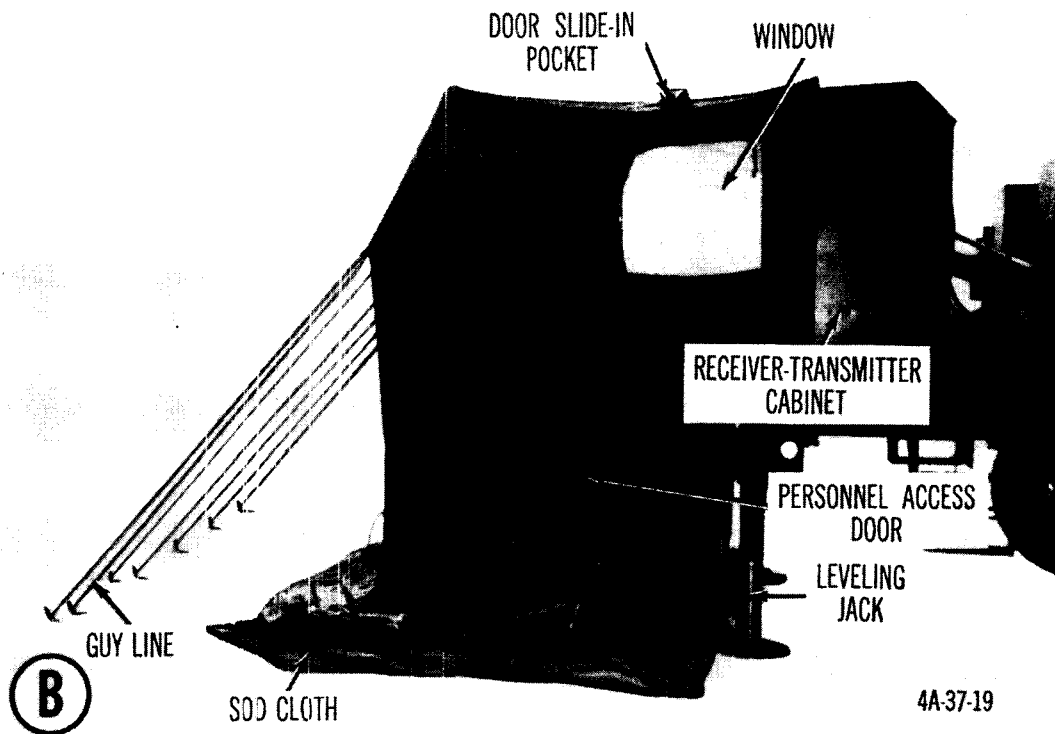 DOOR SLIDE-IN
POCKET
WINDOW
RECEIVER-TRANSMITTER
CABINET
PERSONNEL ACCESS
DOOR
LEVELING
JACK
GUY LINE
SOD CLOTH
B
4A-37-19